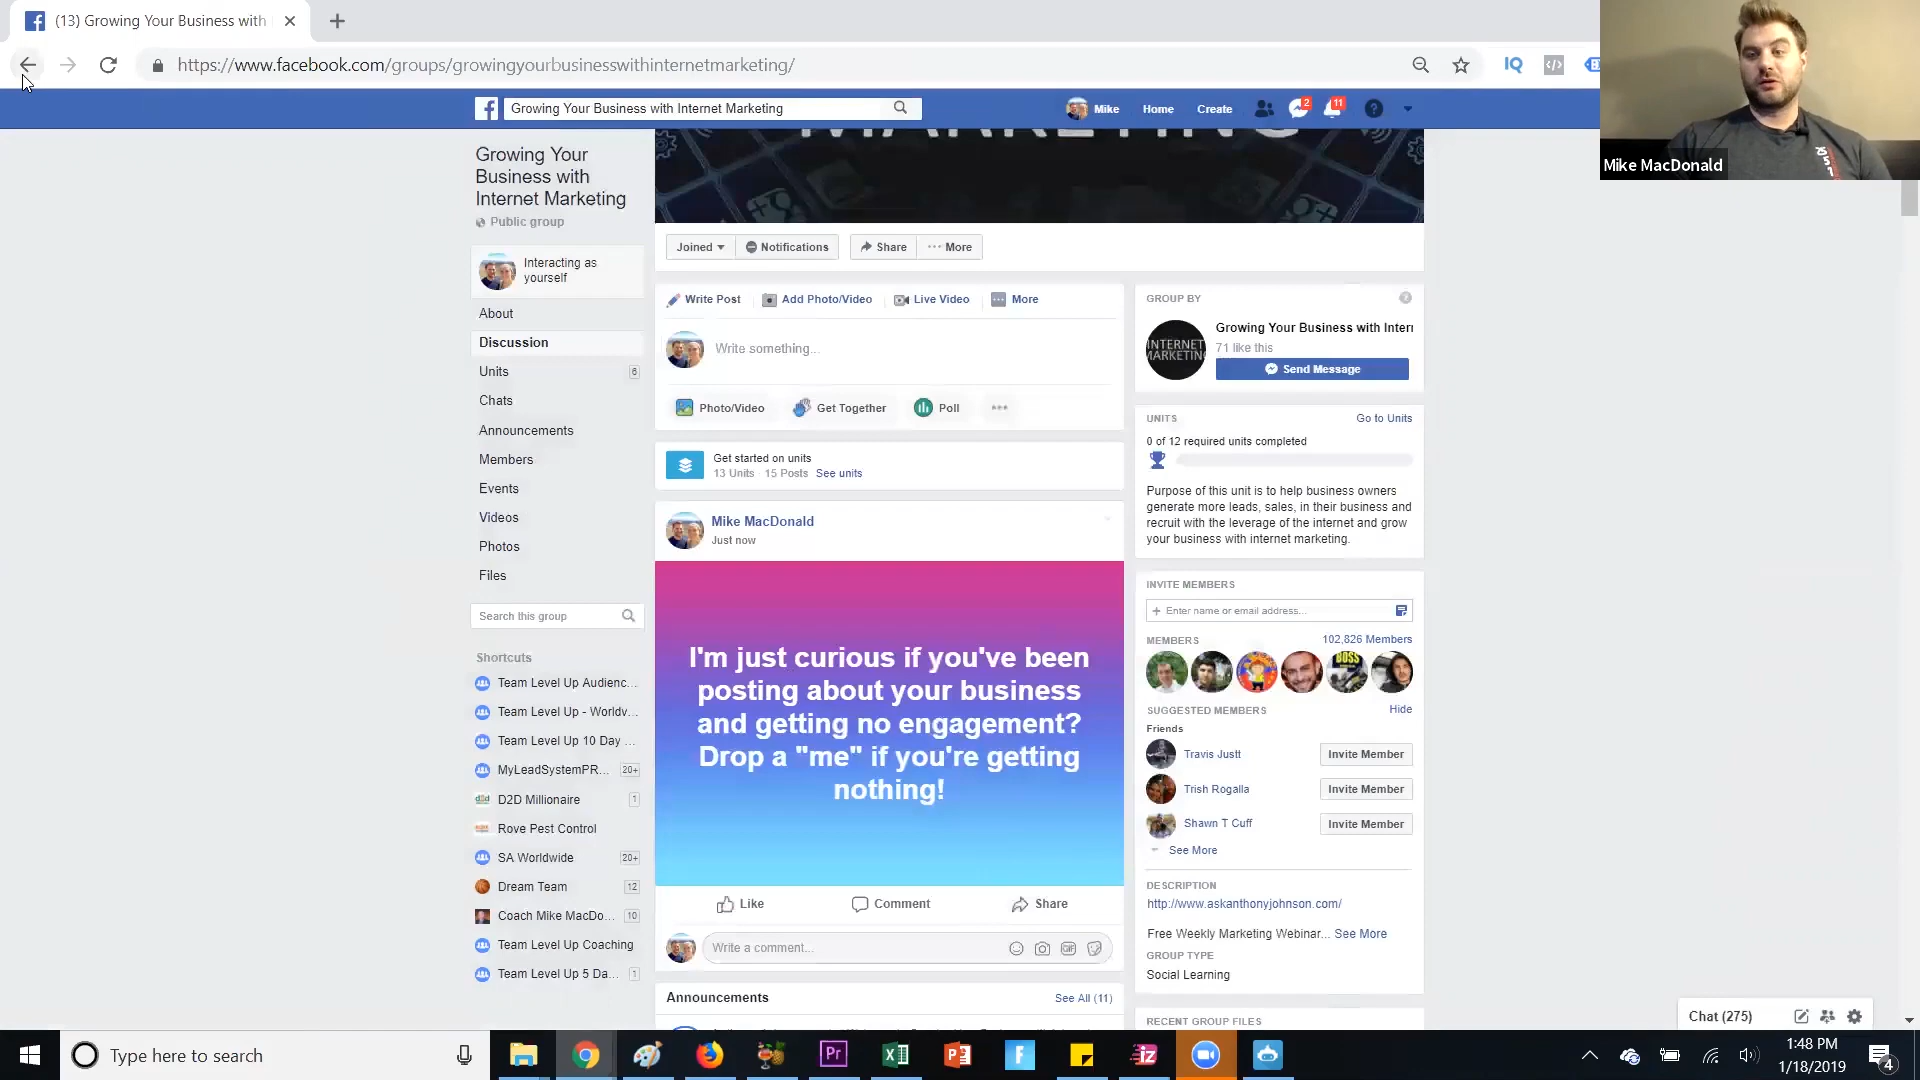 (13) Growing Your Business with
https://www.facebook.com/groups/growingyourbusinesswithinternetmarketing/
Mike MacDonald
Growing Your Business with Internet Marketing
Mike
Home
Create
2
11
Growing Your
Business with
Internet Marketing
Public group
Interacting as
yourself
About
Discussion
Units
6
Chats
Announcements
Members
Events
Videos
Photos
Files
Search this group
Shortcuts
Team Level Up Audienc...
Team Level Up - Worldv...
Team Level Up 10 Day ...
MyLeadSystemPR... 20+
D2D Millionaire 1
Rove Pest Control
SA Worldwide 20+
Dream Team 12
Coach Mike MacDo... 10
Team Level Up Coaching
Team Level Up 5 Da... 1
Joined
Notifications
Share
More
Write Post
Add Photo/Video
Live Video
More
Write something...
Photo/Video
Get Together
Poll
Get started on units
13 Units · 15 Posts See units
Mike MacDonald
Just now
I'm just curious if you've been
posting about your business
and getting no engagement?
Drop a "me" if you're getting
nothing!
Like
Comment
Share
Write a comment...
GIF
Announcements
See All (11)
GROUP BY
INTERNET
MARKETING
Growing Your Business with Inter
71 like this
Send Message
UNITS
Go to Units
0 of 12 required units completed
Purpose of this unit is to help business owners
generate more leads, sales, in their business and
recruit with the leverage of the internet and grow
your business with internet marketing.
INVITE MEMBERS
+ Enter name or email address...
MEMBERS
102,826 Members
BOSS
SUGGESTED MEMBERS
Hide
Friends
Travis Justt
Invite Member
Trish Rogalla
Invite Member
Shawn T Cuff
Invite Member
See More
DESCRIPTION
http://www.askanthonyjohnson.com/
Free Weekly Marketing Webinar... See More
GROUP TYPE
Social Learning
RECENT GROUP FILES
Chat (275)
Type here to search
Pr
iz
1:48 PM
1/18/2019
4